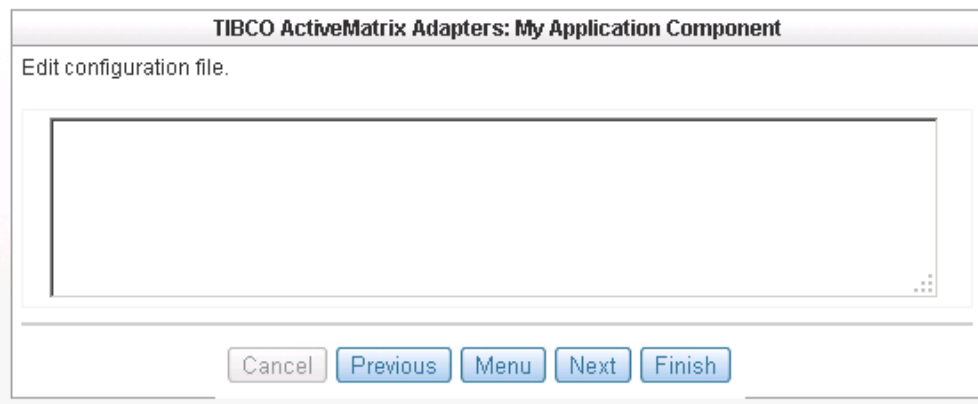 TIBCO ActiveMatrix Adapters: My Application Component
Edit configuration file.
Cancel Previous Menu Next Finish